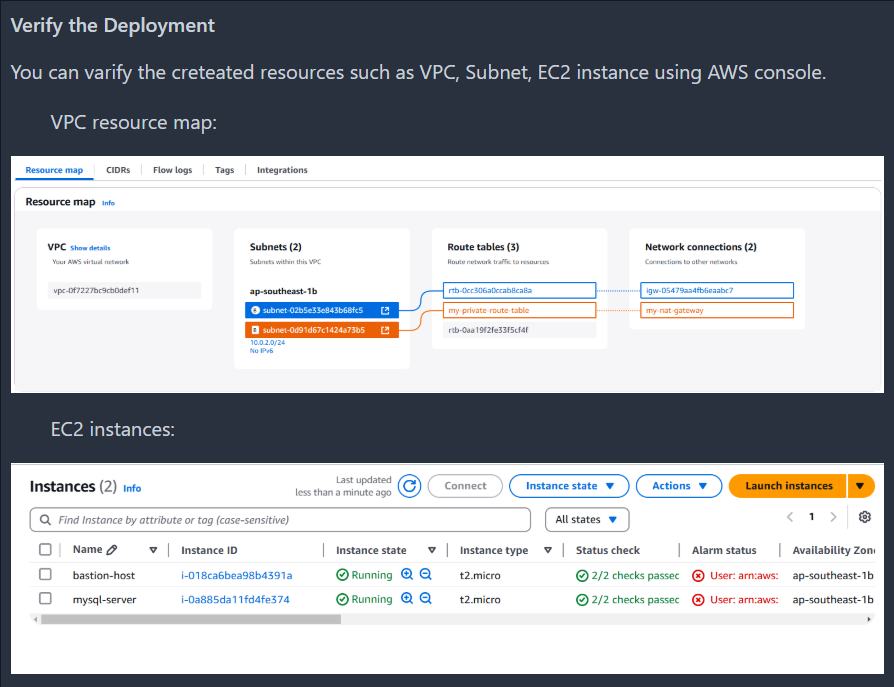 Verify the Deployment
You can varify the creteated resources such as VPC, Subnet, EC2 instance using AWS console.
VPC resource map:
Resource map CIDRs Flow logs Tags Integrations
Resource map Info
VPC Show details
Your AWS virtual network
vpc-0f7227bc9cb0def11
Subnets (2)
Subnets within this VPC
ap-southeast-1b
subnet-02b5e33e843b68fc5
subnet-0d91d67c1424a73b5
10.0.2.0/24
No IPv6
Route tables (3)
Route network traffic to resources
rtb-0cc306a0ccab8ca8a
my-private-route-table
rtb-0aa19f2fe33f5cf4f
Network connections (2)
Connections to other networks
igw-05479aa4fb6eaabc7
my-nat-gateway
EC2 instances:
Instances (2) Info
Last updated
less than a minute ago
Connect Instance state Actions Launch instances
Find Instance by attribute or tag (case-sensitive) All states 1
Name Instance ID Instance state Instance type Status check Alarm status Availability Zone
bastion-host i-018ca6bea98b4391a Running t2.micro 2/2 checks passed User: arn:aws: ap-southeast-1b
mysql-server i-0a885da11fd4fe374 Running t2.micro 2/2 checks passed User: arn:aws: ap-southeast-1b